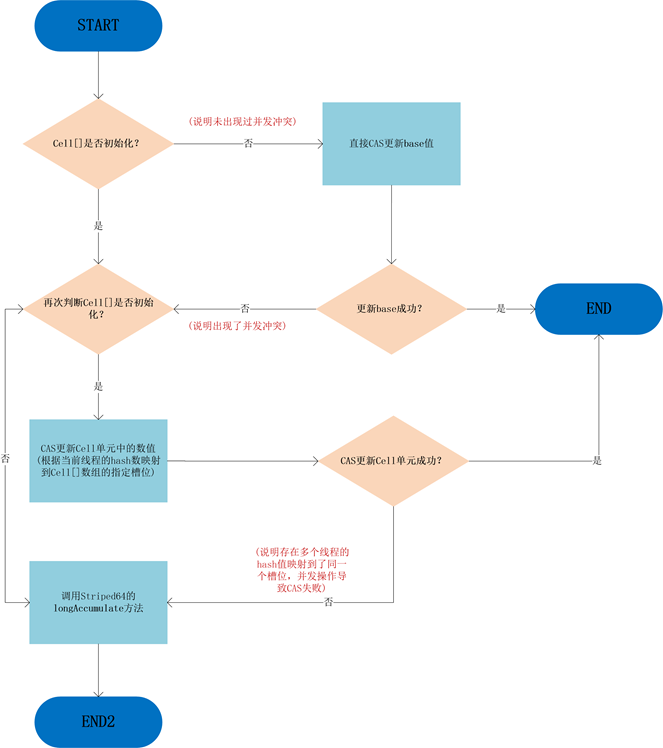 START
(说明未出现过并发冲突)
Cell[]是否初始化?
否
直接CAS更新base值
是
再次判断Cell[]是否初始
化?
否
(说明出现了并发冲突)
更新base成功?
是
END
是
CAS更新Cell单元中的数值
(根据当前线程的hash数映射
到Cell[]数组的指定槽位)
CAS更新Cell单元成功?
否
是
(说明存在多个线程的
hash值映射到了同一
个槽位, 并发操作导
致CAS失败)
否
调用Striped64的
longAccumulate方法
END2